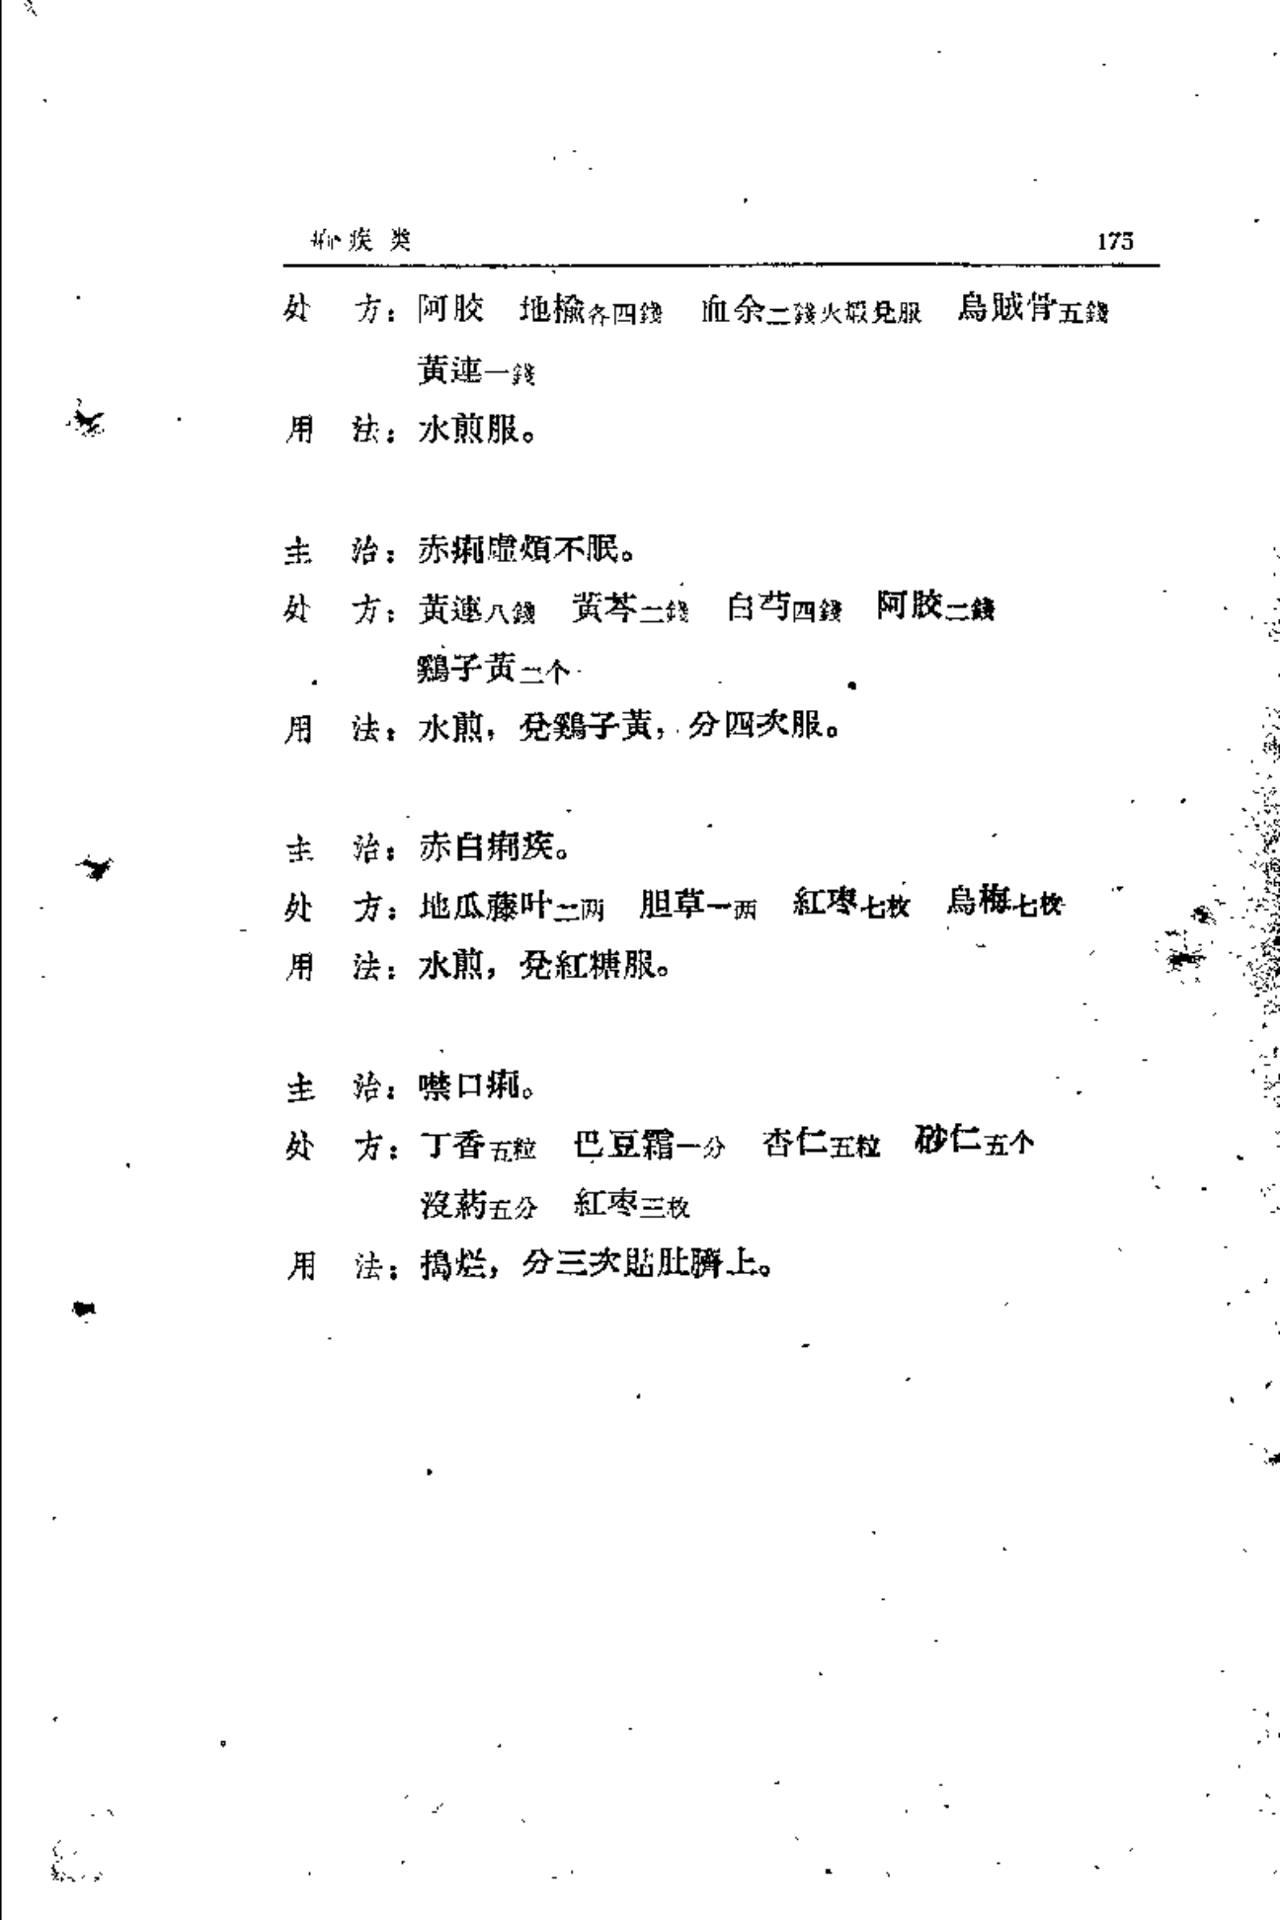 痢疾类 175
处 方：阿胶 地楡各四錢 血余二錢火煅兌服 烏賊骨五錢
黃連一錢
用 法：水煎服。
主 治：赤痢虛煩不眠。
处 方：黃連八錢 黃芩二錢 白芍四錢 阿胶二錢
鷄子黃二个
用 法：水煎，兌鷄子黃，分四次服。
主 治：赤白痢疾。
处 方：地瓜藤叶二两 胆草一两 紅枣七枚 烏梅七枚
用 法：水煎，兌紅糖服。
主 治：噤口痢。
处 方：丁香五粒 巴豆霜一分 杏仁五粒 砂仁五个
沒葯五分 紅枣三枚
用 法：搗烂，分三次貼肚臍上。